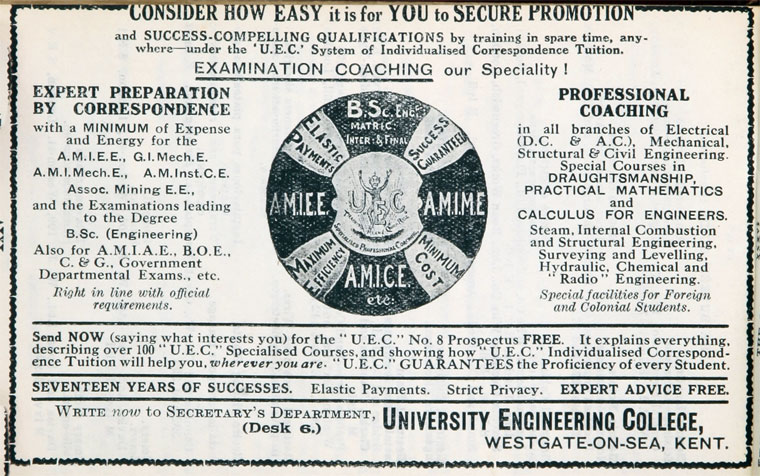 CONSIDER HOW EASY it is for YOU to SECURE PROMOTION
and SUCCESS-COMPELLING QUALIFICATIONS by training in spare time, any-
where—under the 'U.E.C.' System of Individualised Correspondence Tuition.
EXAMINATION COACHING our Speciality!
EXPERT PREPARATION
BY CORRESPONDENCE
with a MINIMUM of Expense
and Energy for the
A.M.I.E.E., G.I.Mech.E.
A.M.I.Mech.E., A.M.Inst.C.E.
Assoc. Mining E.E.,
and the Examinations leading
to the Degree
B.Sc. (Engineering)
Also for A.M.I.A.E., B.O.E.,
C. & G., Government
Departmental Exams., etc.
Right in line with official
requirements.
B.Sc. Eng.
MATRIC.
INTER. & FINAL
ELASTIC
PAYMENTS
SUCCESS
GUARANTEED
A.M.I.E.E.
U E C
A.M.I.M.E
MAXIMUM
EFFICIENCY
MINIMUM
COST
A.M.I.C.E.
etc.
PROFESSIONAL
COACHING
in all branches of Electrical
(D.C. & A.C.), Mechanical,
Structural & Civil Engineering.
Special Courses in
DRAUGHTSMANSHIP,
PRACTICAL MATHEMATICS
and
CALCULUS FOR ENGINEERS.
Steam, Internal Combustion
and Structural Engineering,
Surveying and Levelling,
Hydraulic, Chemical and
"Radio" Engineering.
Special facilities for Foreign
and Colonial Students.
Send NOW (saying what interests you) for the "U.E.C." No. 8 Prospectus FREE. It explains everything,
describing over 100 "U.E.C." Specialised Courses, and showing how "U.E.C." Individualised Correspond-
ence Tuition will help you, wherever you are. "U.E.C." GUARANTEES the Proficiency of every Student.
SEVENTEEN YEARS OF SUCCESSES. Elastic Payments. Strict Privacy. EXPERT ADVICE FREE.
WRITE now to SECRETARY'S DEPARTMENT, UNIVERSITY ENGINEERING COLLEGE,
(Desk 6.)
WESTGATE-ON-SEA, KENT.